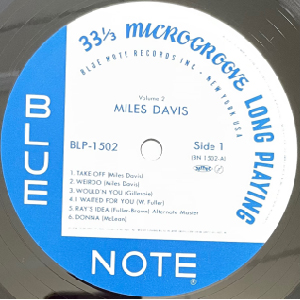 33⅓ MICROGROOVE LONG PLAYING
BLUE NOTE RECORDS INC. • NEW YORK USA
Volume 2
MILES DAVIS
BLP-1502
Side 1
(BN 1502-A)
1. TAKE OFF (Miles Davis)
2. WEIRDO (Miles Davis)
3. WOULD'N YOU (Gillespie)
4. I WAITED FOR YOU (W. Fuller)
5. RAY'S IDEA (Fuller-Brown) Alternate Master
6. DONNA (McLean)
BLUE
NOTE
®